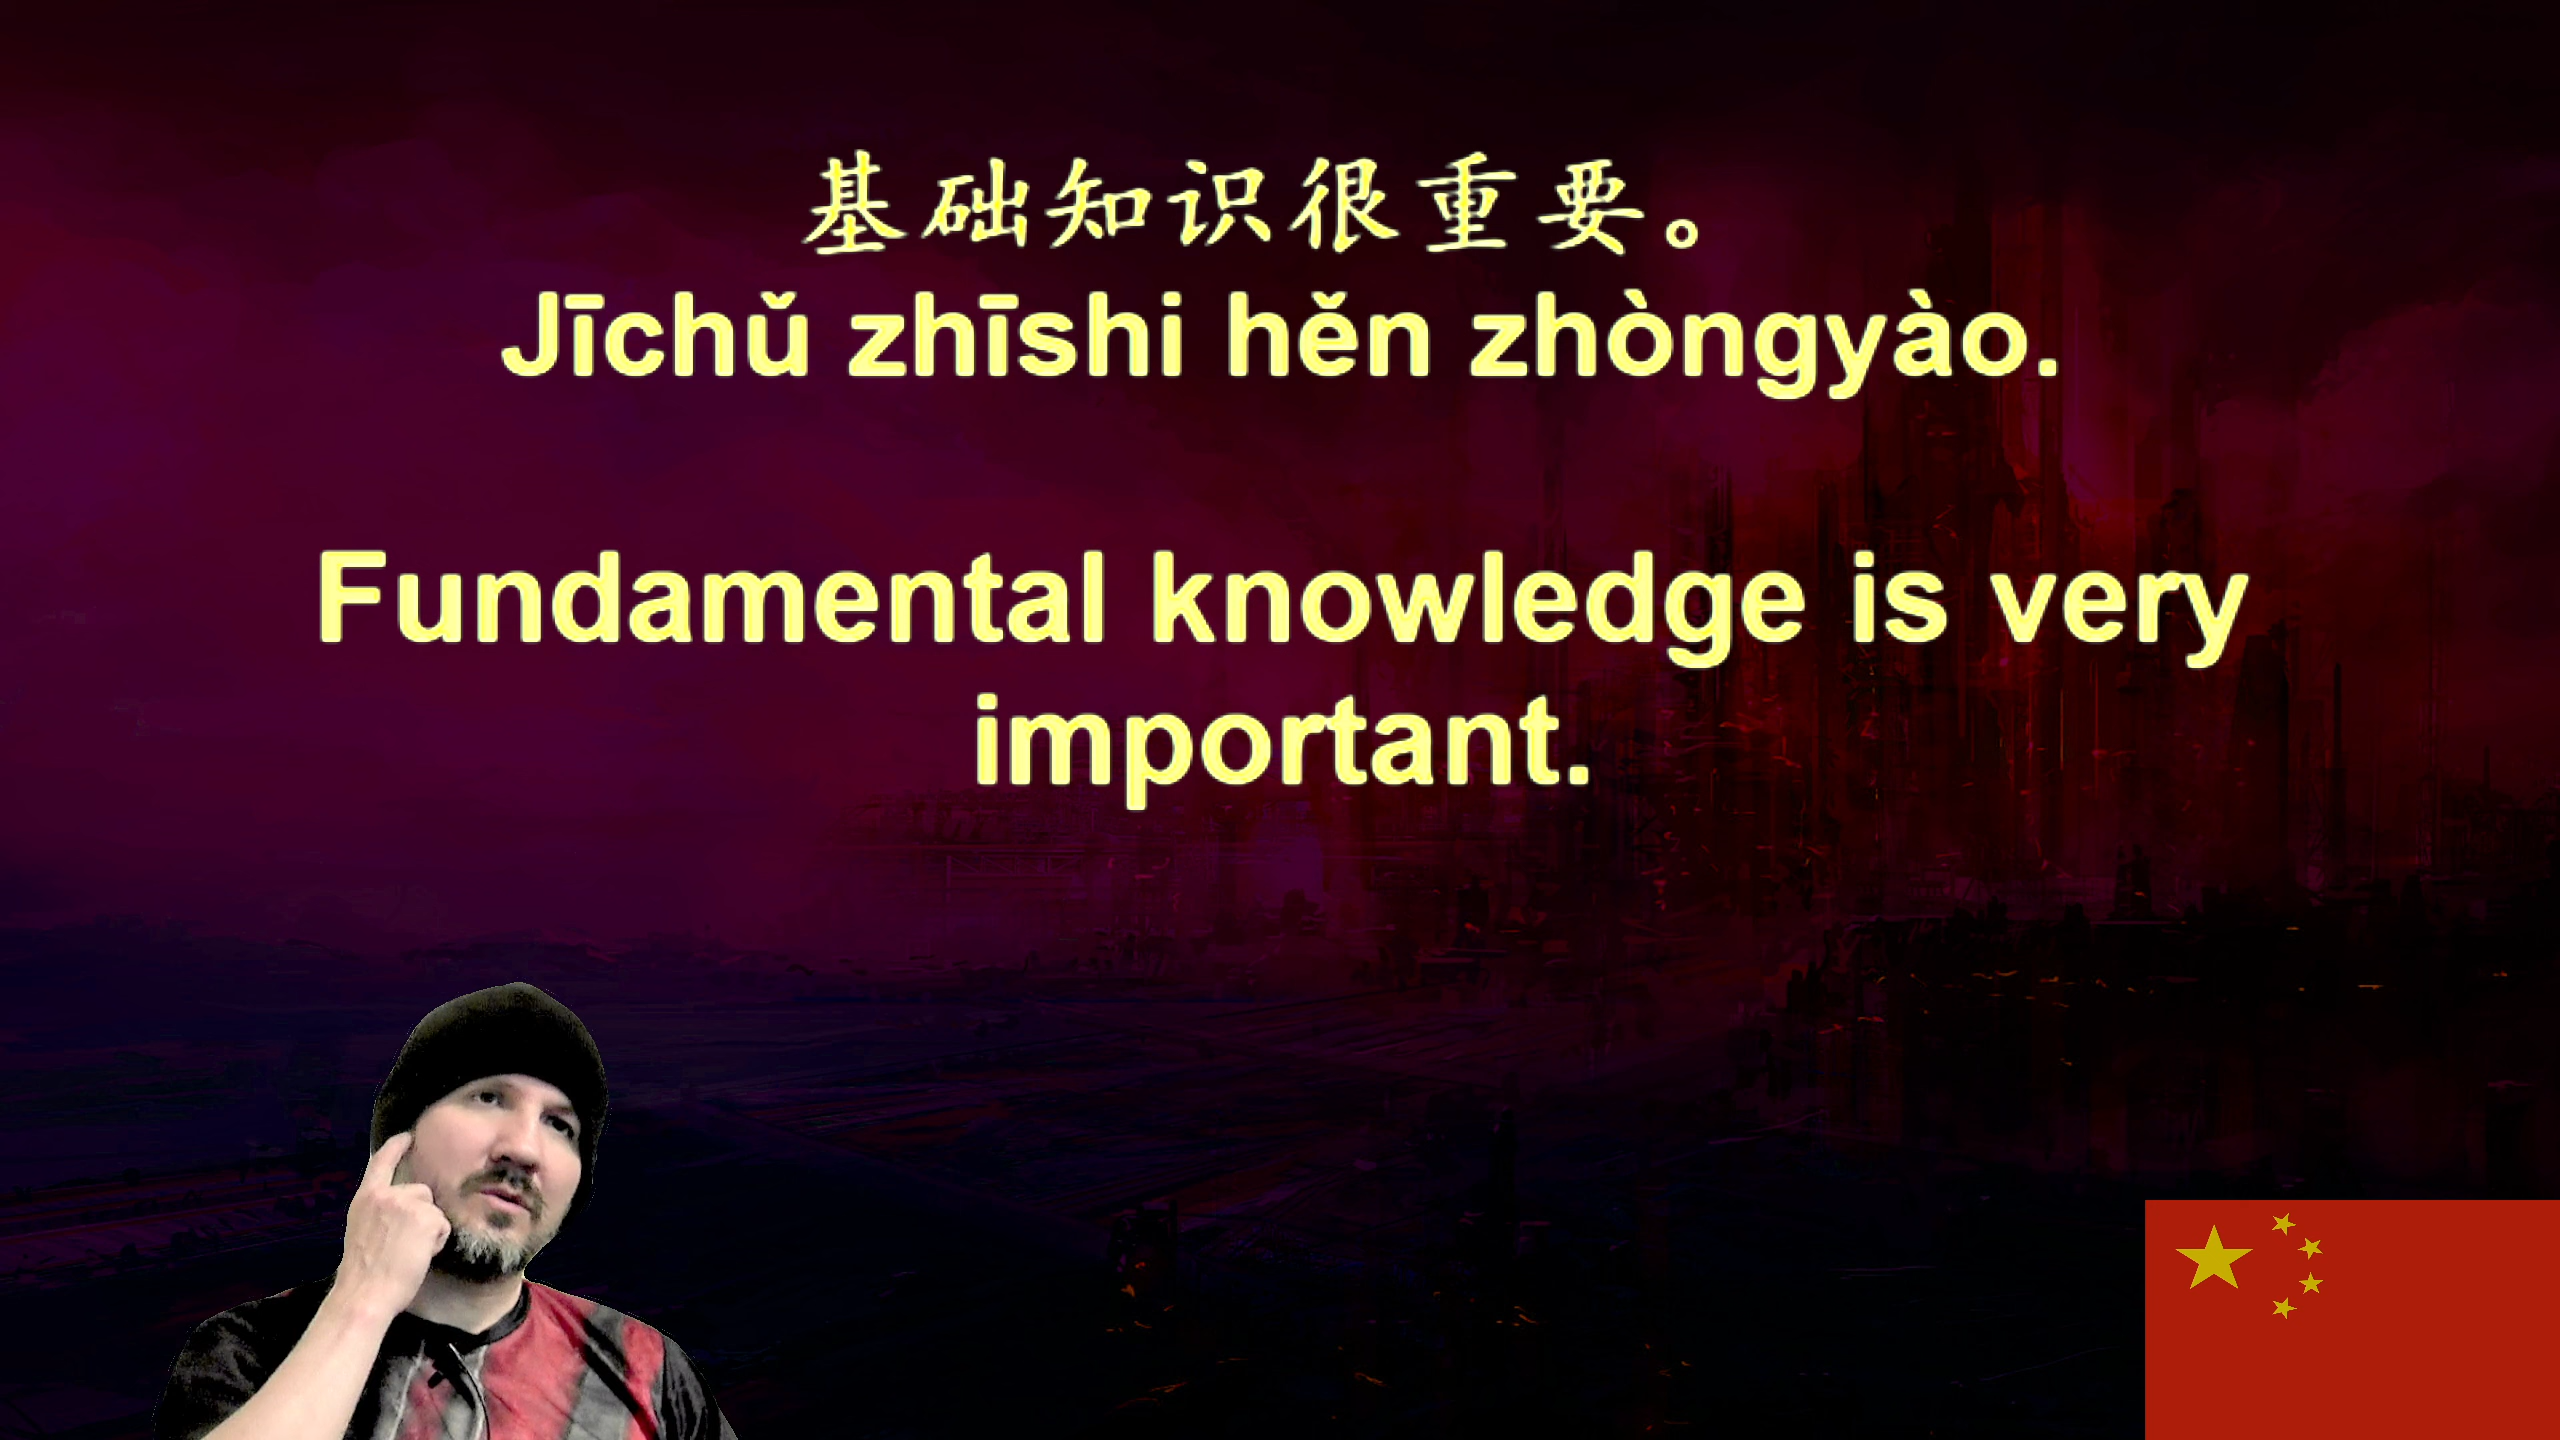 基础知识很重要。
Jīchǔ zhīshi hěn zhòngyào.
Fundamental knowledge is very
important.